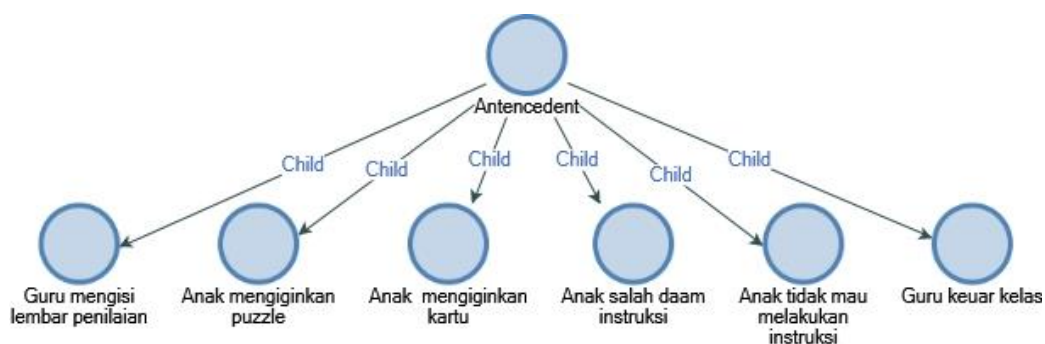 Antencedent
Child
Child
Child
Child
Child
Child
Guru mengisi
lembar penilaian
Anak mengiginkan
puzzle
Anak mengiginkan
kartu
Anak salah daam
instruksi
Anak tidak mau
melakukan
instruksi
Guru keuar kelas